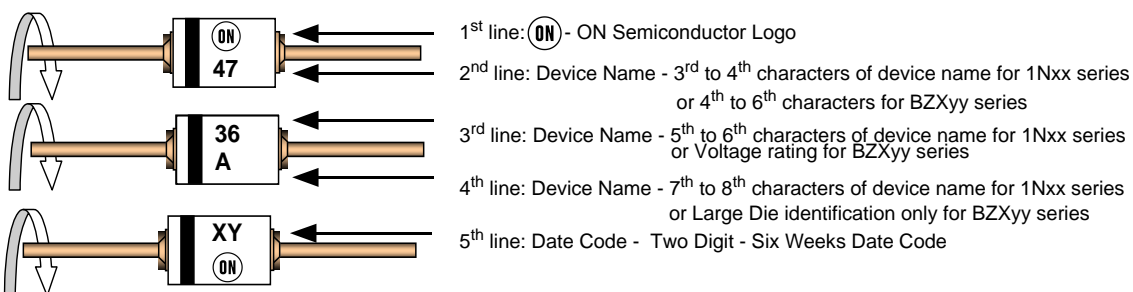 ON
47
36
A
XY
ON
1st line: ON - ON Semiconductor Logo
2nd line: Device Name - 3rd to 4th characters of device name for 1Nxx series
or 4th to 6th characters for BZXyy series
3rd line: Device Name - 5th to 6th characters of device name for 1Nxx series
or Voltage rating for BZXyy series
4th line: Device Name - 7th to 8th characters of device name for 1Nxx series
or Large Die identification only for BZXyy series
5th line: Date Code - Two Digit - Six Weeks Date Code